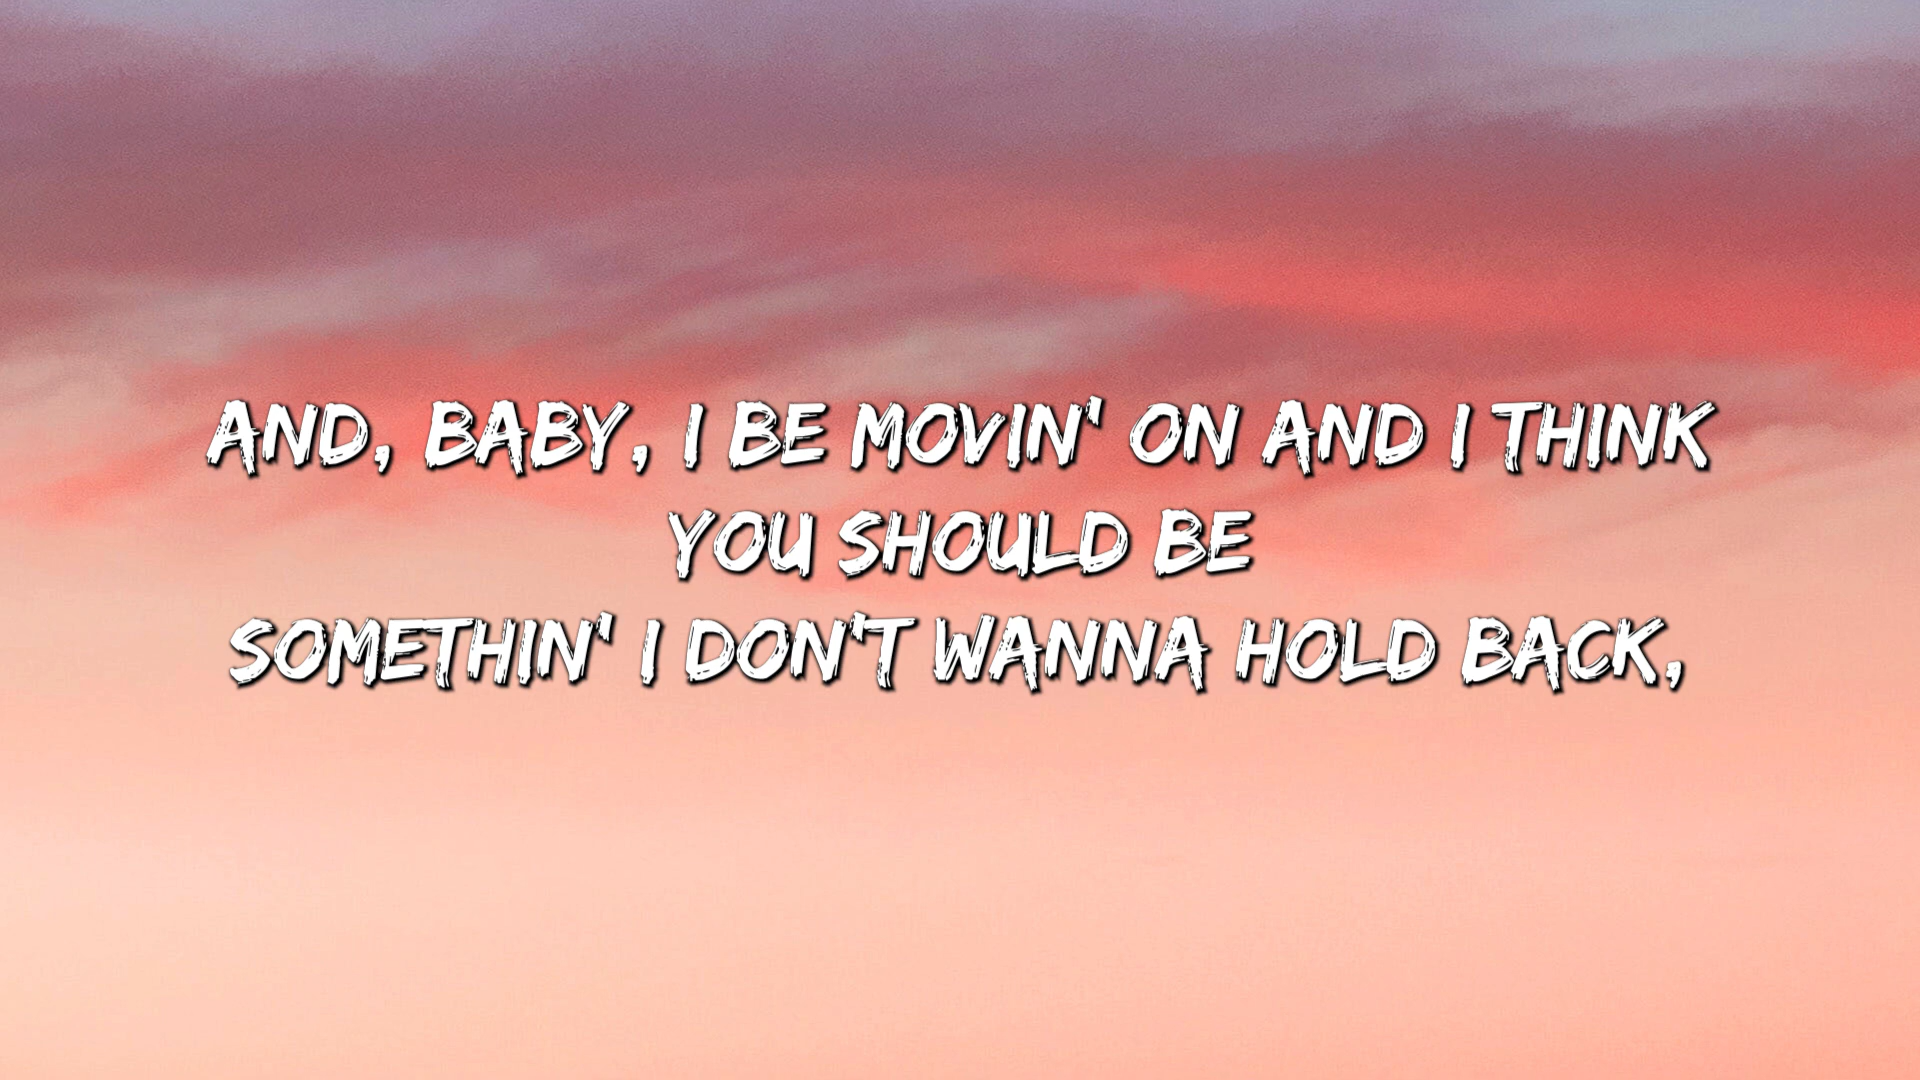 AND, BABY, I BE MOVIN' ON AND I THINK
YOU SHOULD BE
SOMETHIN' I DON'T WANNA HOLD BACK,